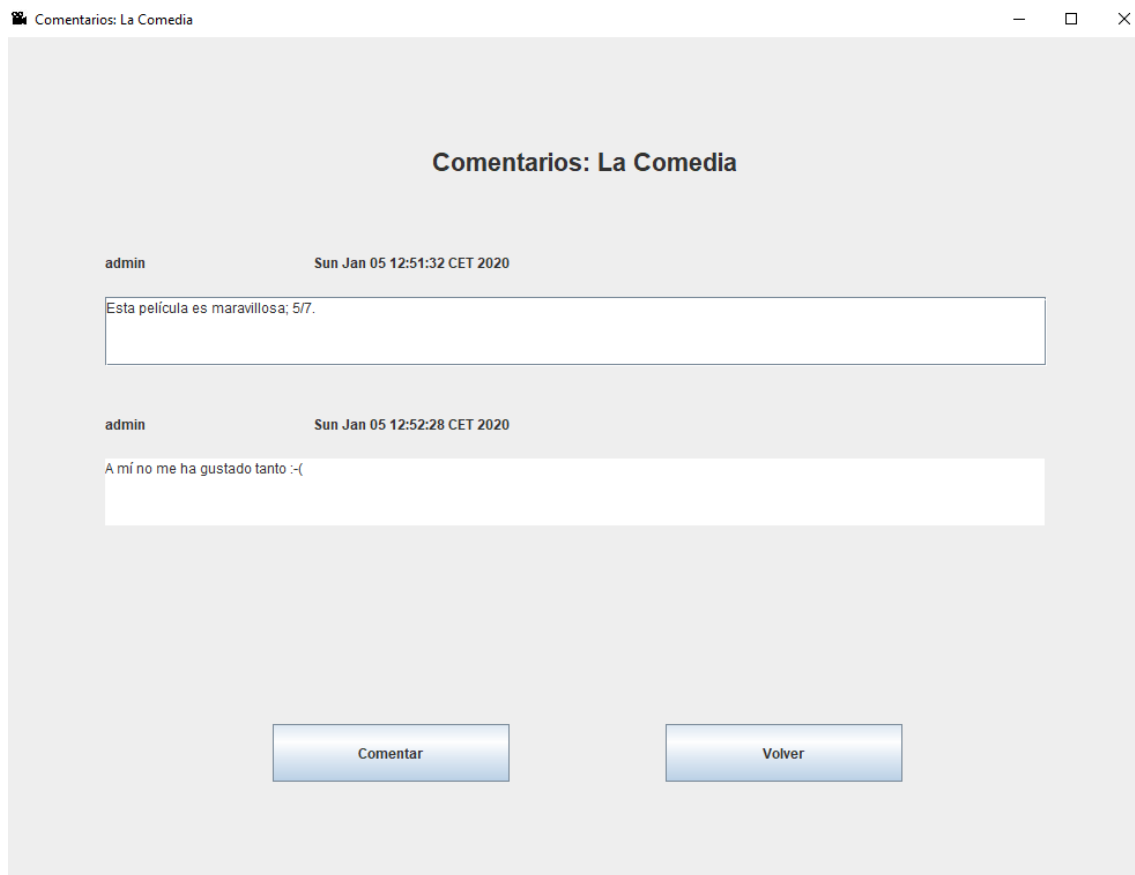 Comentarios: La Comedia
Comentarios: La Comedia
admin Sun Jan 05 12:51:32 CET 2020
Esta película es maravillosa; 5/7.
admin Sun Jan 05 12:52:28 CET 2020
A mí no me ha gustado tanto :-(
Comentar Volver